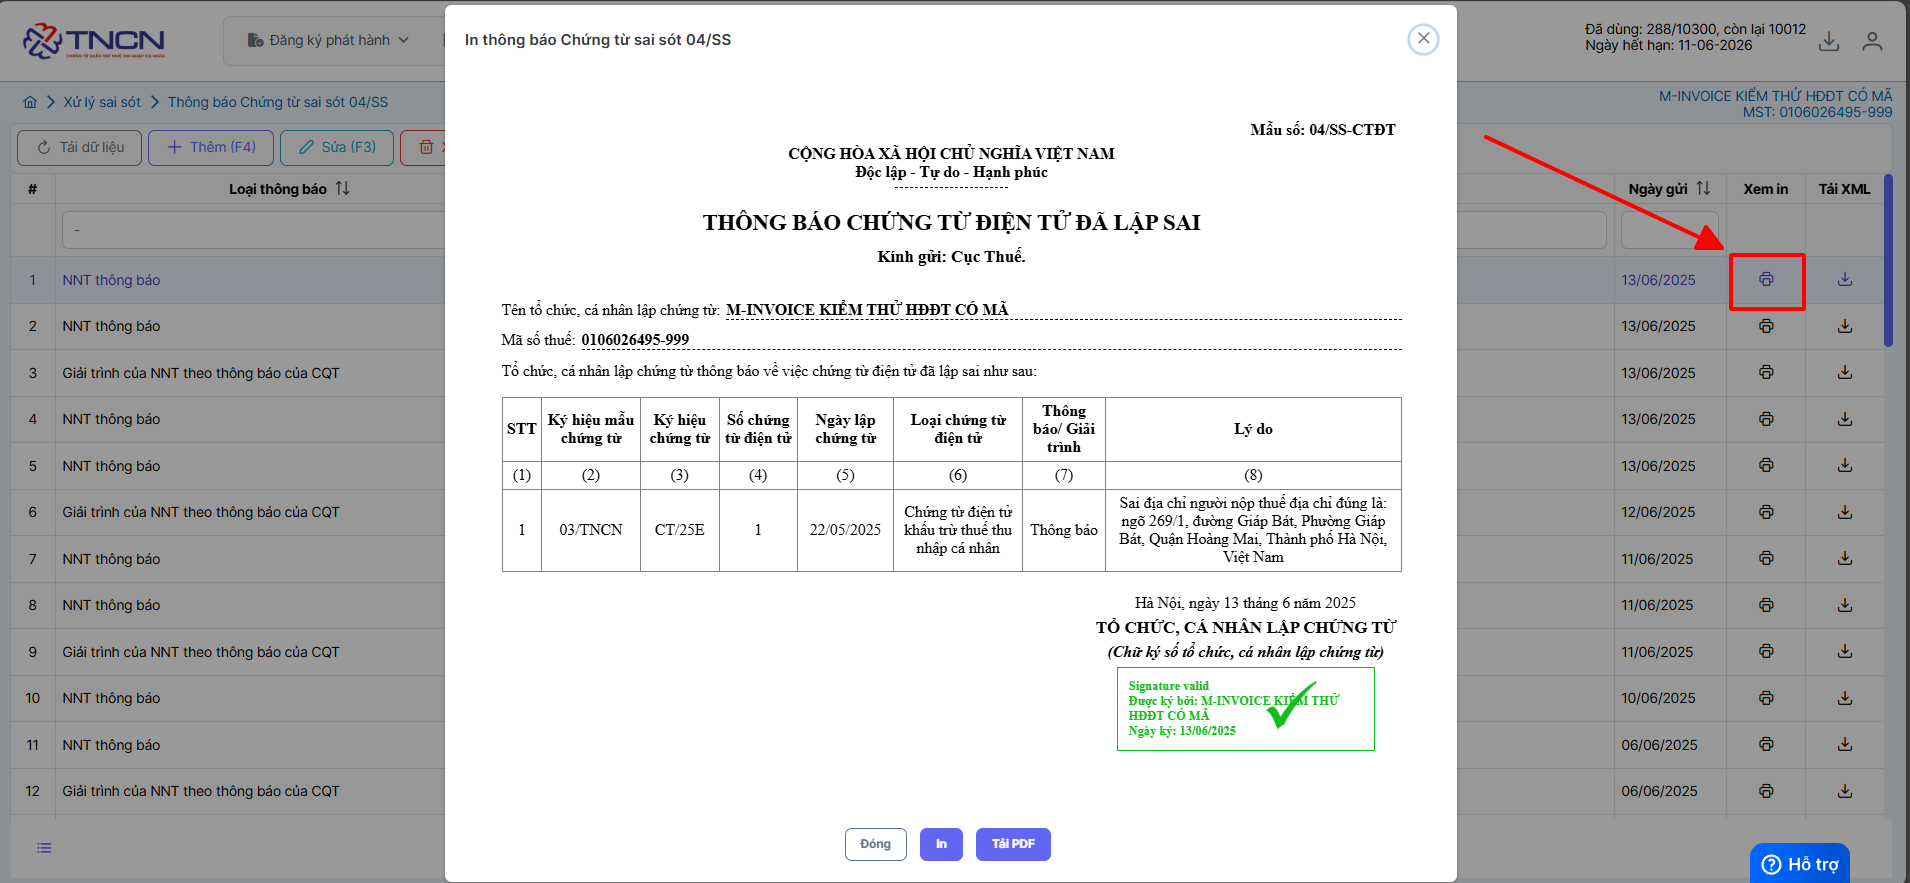 TNCN
CHỨNG TỪ KHẤU TRỪ THUẾ THU NHẬP CÁ NHÂN
Đăng ký phát hành
Đã dùng: 288/10300, còn lại 10012
Ngày hết hạn: 11-06-2026
Xử lý sai sót
Thông báo Chứng từ sai sót 04/SS
M-INVOICE KIỂM THỬ HĐĐT CÓ MÃ
MST: 0106026495-999
Tải dữ liệu
Thêm (F4)
Sửa (F3)
# Loại thông báo Ngày gửi Xem in Tải XML
-
1 NNT thông báo 13/06/2025
2 NNT thông báo 13/06/2025
3 Giải trình của NNT theo thông báo của CQT 13/06/2025
4 NNT thông báo 13/06/2025
5 NNT thông báo 13/06/2025
6 Giải trình của NNT theo thông báo của CQT 12/06/2025
7 NNT thông báo 11/06/2025
8 NNT thông báo 11/06/2025
9 Giải trình của NNT theo thông báo của CQT 11/06/2025
10 NNT thông báo 10/06/2025
11 NNT thông báo 06/06/2025
12 Giải trình của NNT theo thông báo của CQT 06/06/2025
In thông báo Chứng từ sai sót 04/SS
Mẫu số: 04/SS-CTĐT
CỘNG HÒA XÃ HỘI CHỦ NGHĨA VIỆT NAM
Độc lập - Tự do - Hạnh phúc
THÔNG BÁO CHỨNG TỪ ĐIỆN TỬ ĐÃ LẬP SAI
Kính gửi: Cục Thuế.
Tên tổ chức, cá nhân lập chứng từ: M-INVOICE KIỂM THỬ HĐĐT CÓ MÃ
Mã số thuế: 0106026495-999
Tổ chức, cá nhân lập chứng từ thông báo về việc chứng từ điện tử đã lập sai như sau:
STT
Ký hiệu mẫu
chứng từ
Ký hiệu
chứng từ
Số chứng
từ điện tử
Ngày lập
chứng từ
Loại chứng từ
điện tử
Thông
báo/ Giải
trình
Lý do
(1) (2) (3) (4) (5) (6) (7) (8)
1
03/TNCN
CT/25E
1
22/05/2025
Chứng từ điện tử
khấu trừ thuế thu
nhập cá nhân
Thông báo
Sai địa chỉ người nộp thuế địa chỉ đúng là:
ngõ 269/1, đường Giáp Bát, Phường Giáp
Bát, Quận Hoàng Mai, Thành phố Hà Nội,
Việt Nam
Hà Nội, ngày 13 tháng 6 năm 2025
TỔ CHỨC, CÁ NHÂN LẬP CHỨNG TỪ
(Chữ ký số tổ chức, cá nhân lập chứng từ)
Signature valid
Được ký bởi: M-INVOICE KIỂM THỬ
HĐĐT CÓ MÃ
Ngày ký: 13/06/2025
Đóng
In
Tải PDF
Hỗ trợ